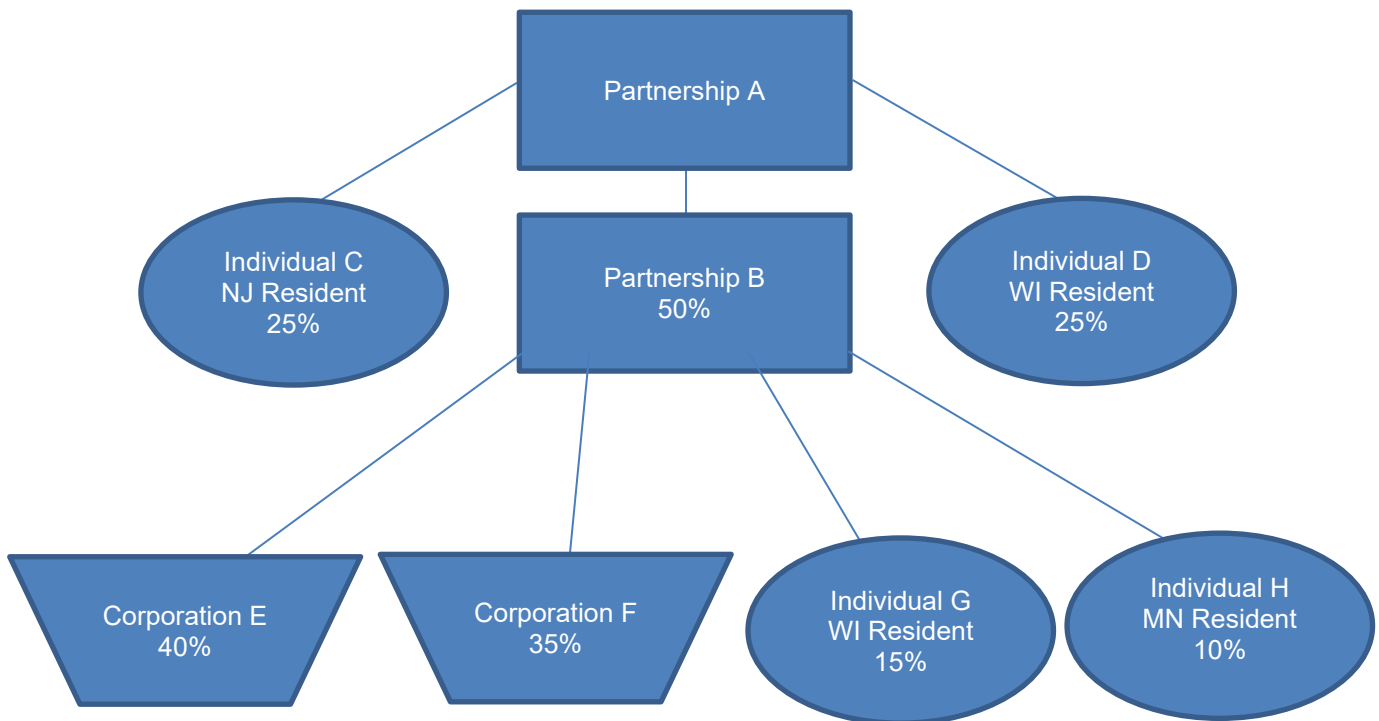 Partnership A
Individual C
NJ Resident
25%
Partnership B
50%
Individual D
WI Resident
25%
Corporation E
40%
Corporation F
35%
Individual G
WI Resident
15%
Individual H
MN Resident
10%